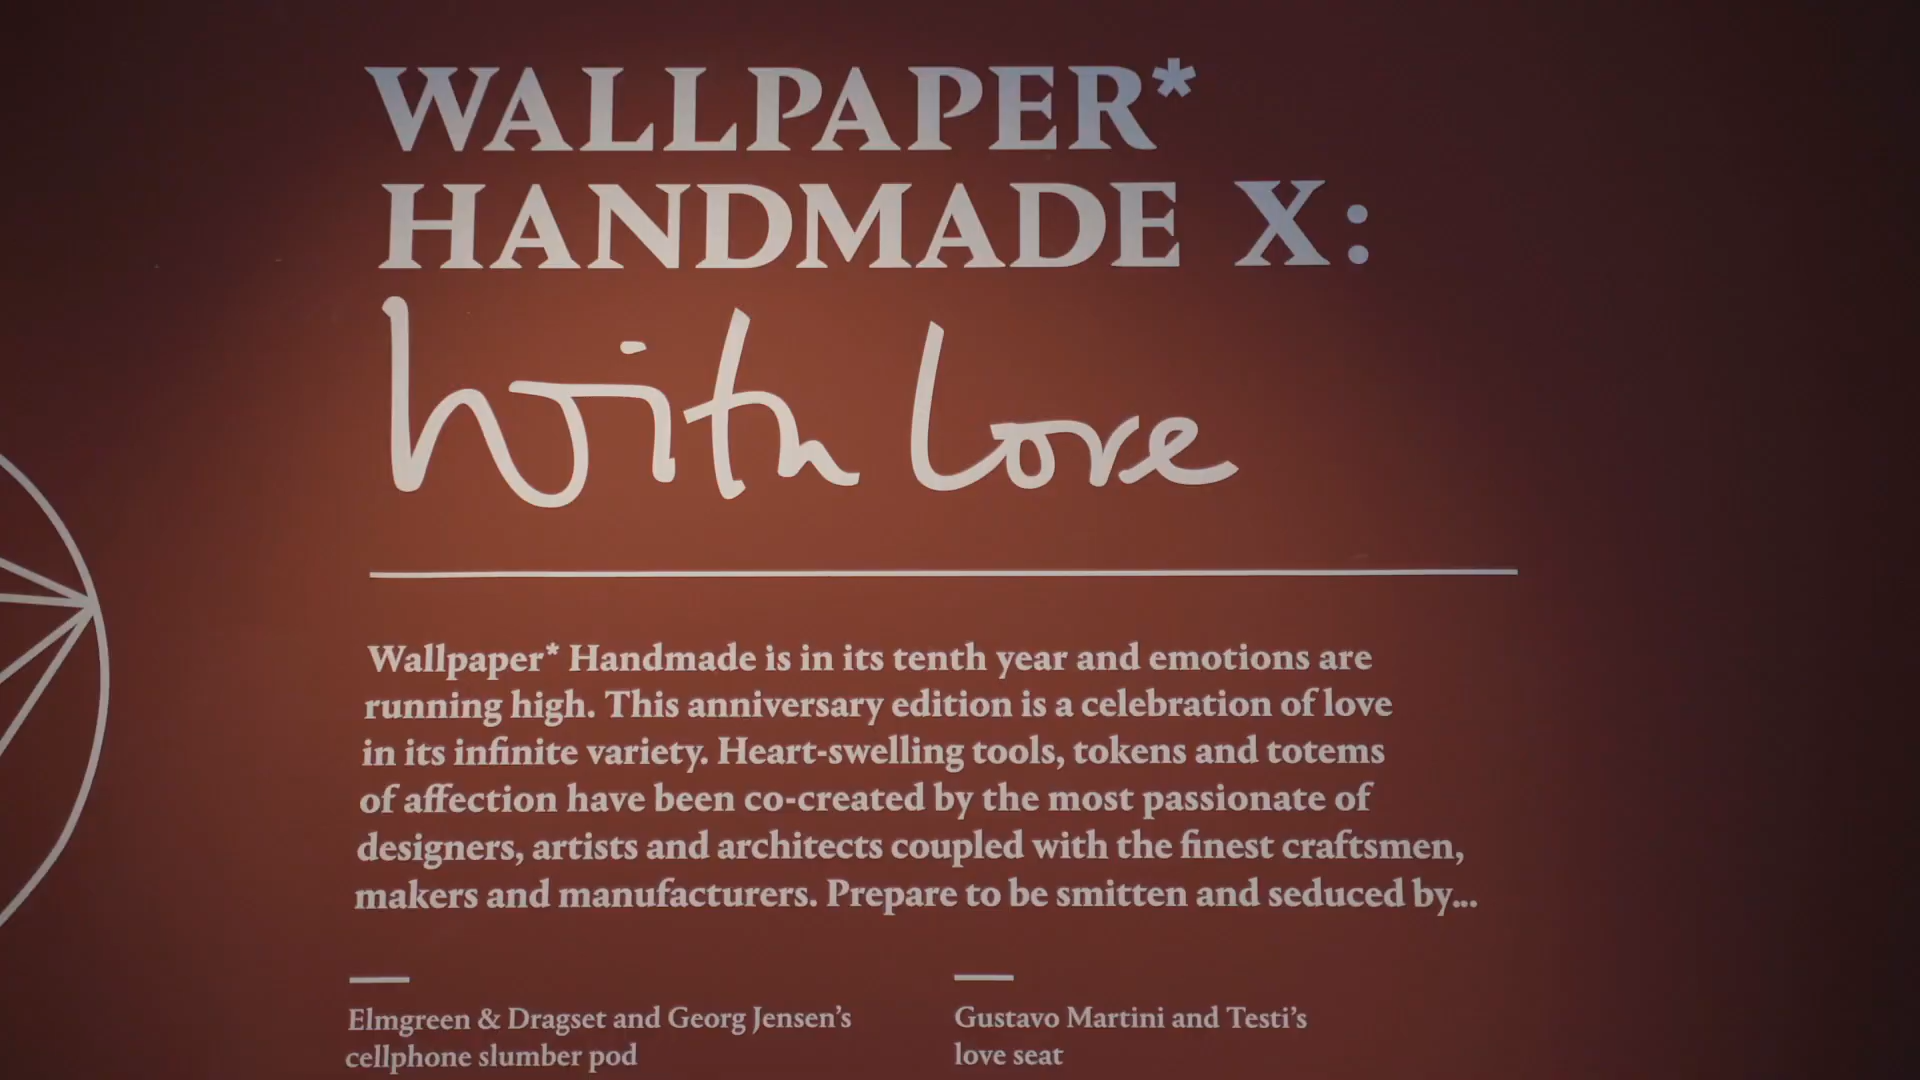 WALLPAPER*
HANDMADE X:
With Love
Wallpaper* Handmade is in its tenth year and emotions are
running high. This anniversary edition is a celebration of love
in its infinite variety. Heart-swelling tools, tokens and totems
of affection have been co-created by the most passionate of
designers, artists and architects coupled with the finest craftsmen,
makers and manufacturers. Prepare to be smitten and seduced by...
Elmgreen & Dragset and Georg Jensen’s
cellphone slumber pod
Gustavo Martini and Testi’s
love seat